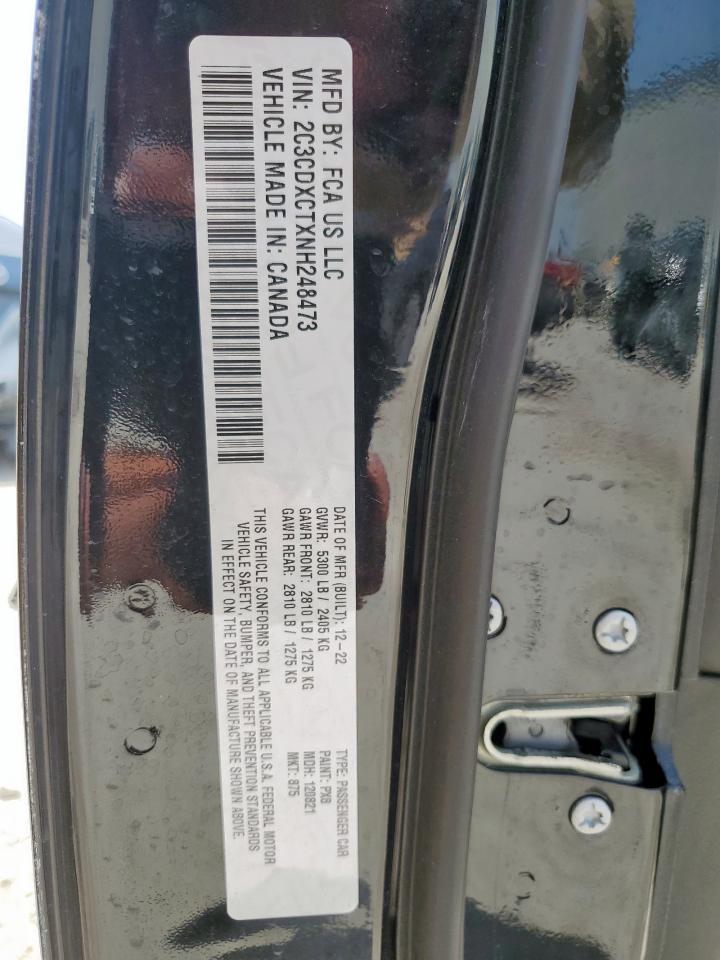 MFD BY: FCA US LLC
VIN: 2C3CDXCTXNH248473
VEHICLE MADE IN: CANADA
DATE OF MFR (BUILT): 12-22
GVWR: 5300 LB / 2405 KG
GAWR FRONT: 2810 LB / 1275 KG
GAWR REAR: 2810 LB / 1275 KG
TYPE: PASSENGER CAR
PAINT: PXB
MDH: 120821
MKT: 875
THIS VEHICLE CONFORMS TO ALL APPLICABLE U.S.A. FEDERAL MOTOR
VEHICLE SAFETY, BUMPER, AND THEFT PREVENTION STANDARDS
IN EFFECT ON THE DATE OF MANUFACTURE SHOWN ABOVE.